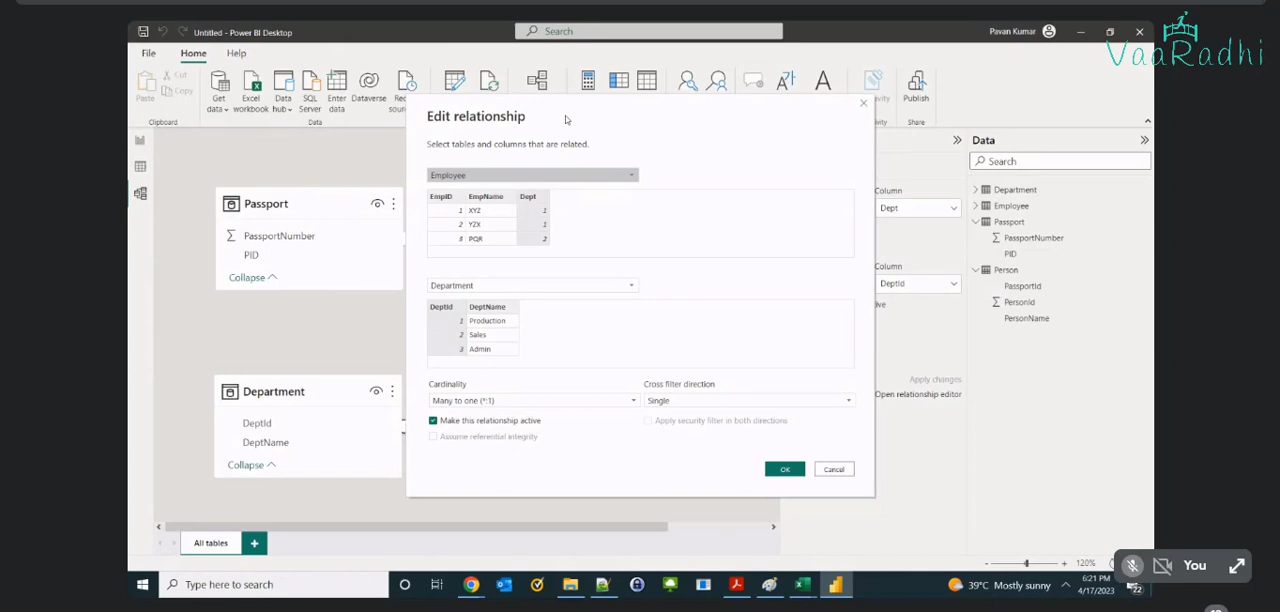 Untitled - Power BI Desktop
Search
Pavan Kumar
VaaRadhi
File Home Help
Paste
Cut
Copy
Get data
Excel workbook
Data hub
SQL Server
Enter data
Dataverse
Publish
Clipboard
Data
Share
Edit relationship
Select tables and columns that are related.
Employee
EmpID EmpName Dept
1 XYZ 1
2 YZX 1
3 PQR 2
Department
DeptId DeptName
1 Production
2 Sales
3 Admin
Cardinality
Many to one (*:1)
Cross filter direction
Single
Make this relationship active
Apply security filter in both directions
Assume referential integrity
OK
Cancel
Passport
PassportNumber
PID
Collapse
Department
DeptId
DeptName
Collapse
Column
Dept
Column
DeptId
Apply changes
Open relationship editor
Data
Search
Department
Employee
Passport
PassportNumber
PID
Person
PassportId
PersonId
PersonName
All tables
120%
You
Type here to search
39°C Mostly sunny
6:21 PM
4/17/2023
22